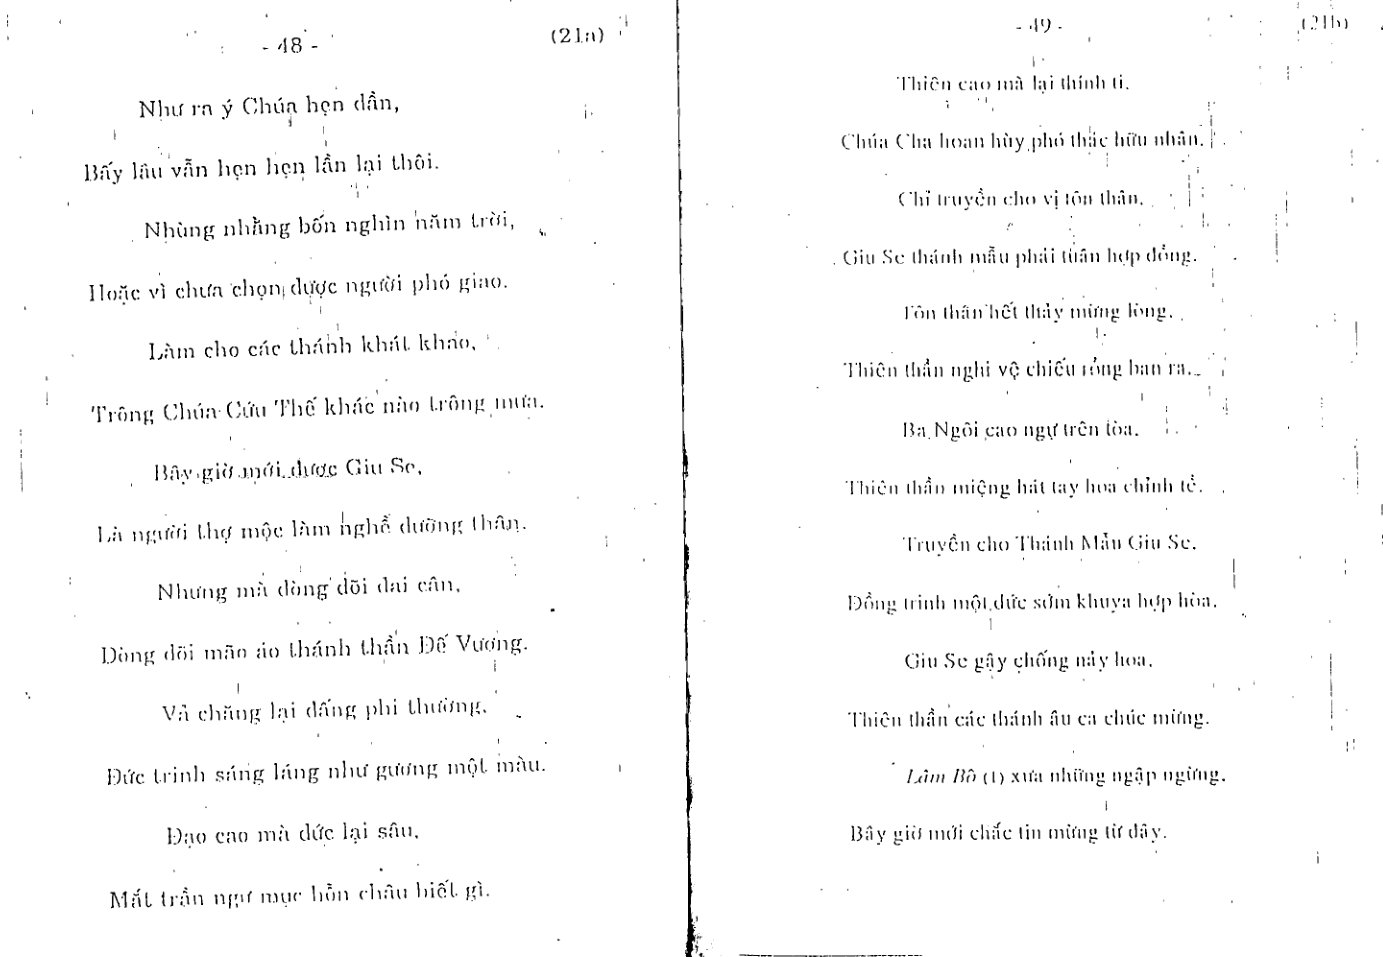 - 48 -
(21a)
Như ra ý Chúa hẹn dần,
Bấy lâu vẫn hẹn hẹn lần lại thôi.
Nhùng nhằng bốn nghìn năm trời,
Hoặc vì chưa chọn được người phó giao.
Làm cho các thánh khát khao,
Trông Chúa Cứu Thế khác nào trông mưa.
Bây giờ mới được Giu Se,
Là người thợ mộc làm nghề dưỡng thân.
Nhưng mà dòng dõi đai cân,
Dòng dõi mão áo thánh thần Đế Vương.
Vả chăng lại đấng phi thường,
Đức trinh sáng láng như gương một màu.
Đạo cao mà đức lại sâu,
Mắt trần ngư mục hỗn châu biết gì.
- 49 -
(21b)
Thiên cao mà lại thính ti.
Chúa Cha hoan hùy phó thác hữu nhân.
Chỉ truyền cho vị tôn thân,
Giu Se thánh mẫu phải tuân hợp đồng.
Tôn thân hết thảy mừng lòng,
Thiên thần nghi vệ chiếu rồng ban ra.
Ba Ngôi cao ngự trên tòa.
Thiên thần miệng hát tay hoa chỉnh tề.
Truyền cho Thánh Mẫu Giu Se,
Đồng trinh một đức sớm khuya hợp hòa.
Giu Se gậy chống nảy hoa,
Thiên thần các thánh âu ca chúc mừng.
Lâm Bô (1) xưa những ngập ngừng,
Bây giờ mới chắc tin mừng từ đây.